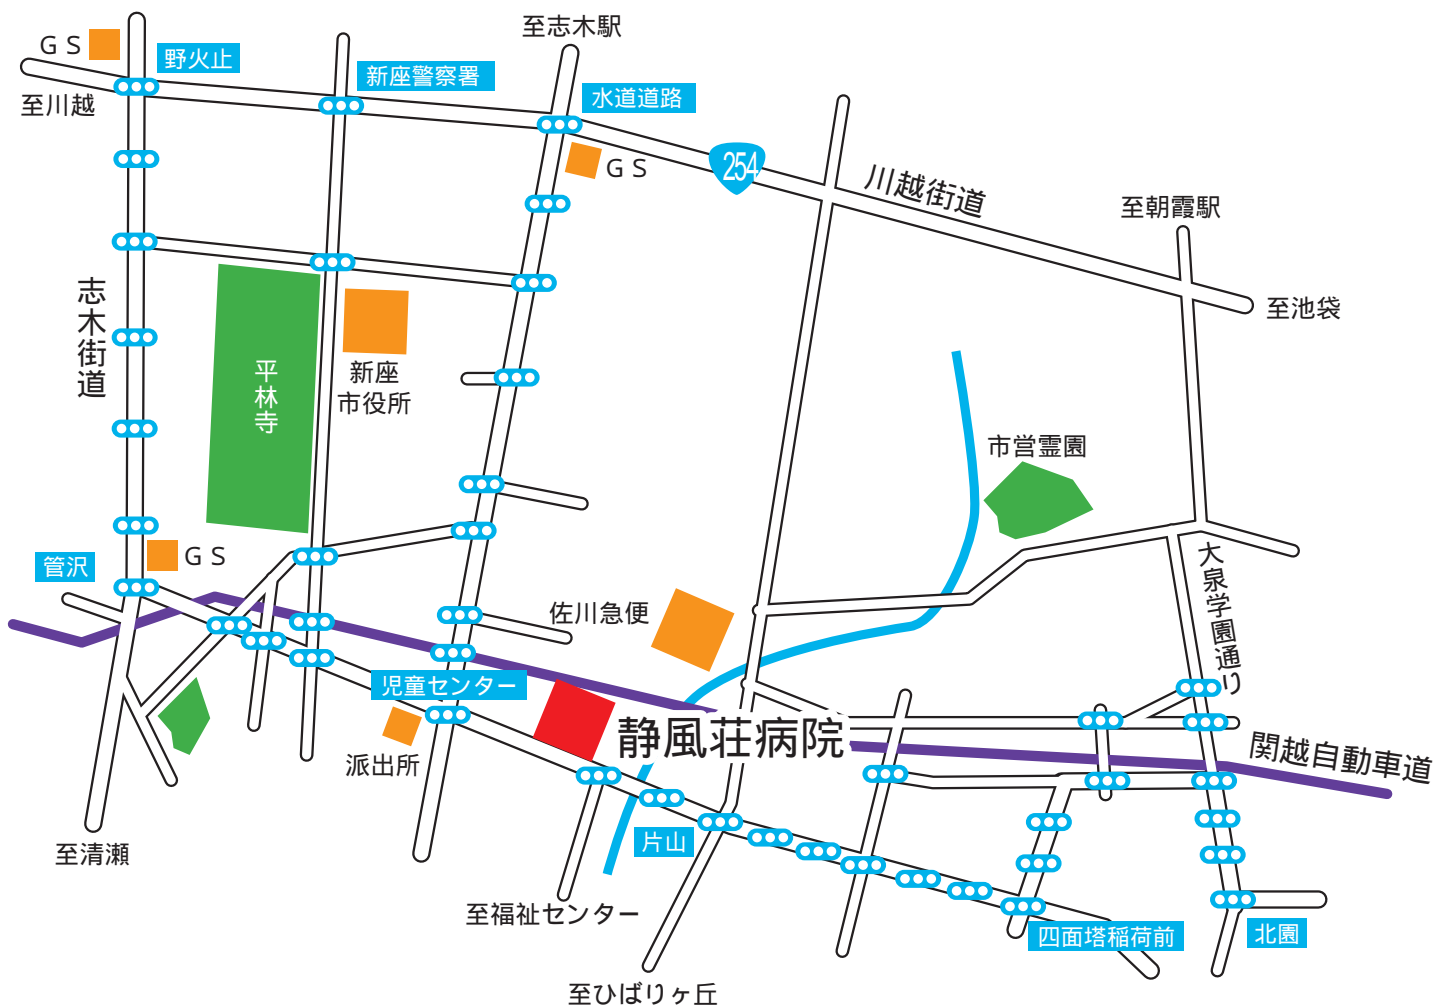 至志木駅
ＧＳ
野火止
新座警察署
水道道路
至川越
ＧＳ
254
川越街道
至朝霞駅
志木街道
至池袋
平林寺
新座
市役所
市営霊園
ＧＳ
管沢
大泉学園通り
佐川急便
児童センター
静風荘病院
関越自動車道
派出所
片山
至清瀬
至福祉センター
四面塔稲荷前
北園
至ひばりヶ丘